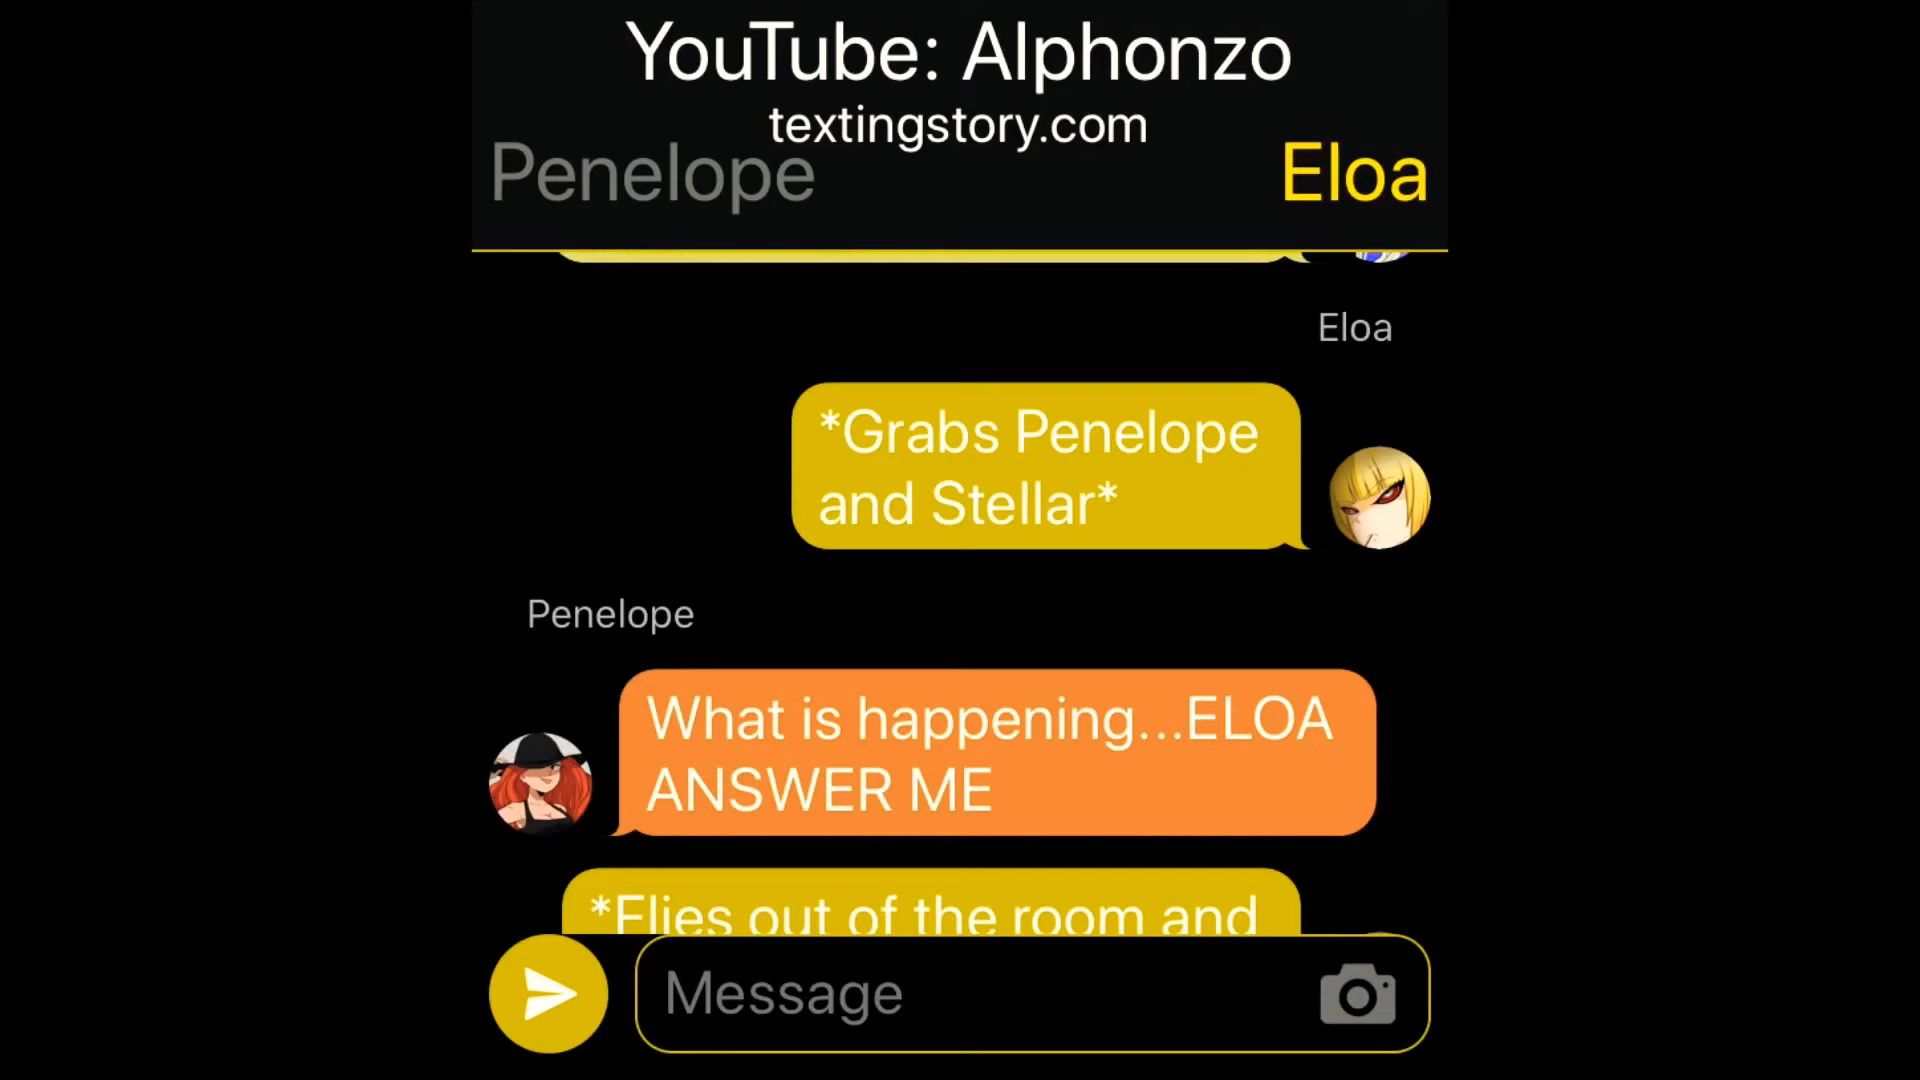 YouTube: Alphonzo
textingstory.com
Penelope
Eloa
Eloa
*Grabs Penelope
and Stellar*
Penelope
What is happening...ELOA
ANSWER ME
*Flies out of the room and
Message